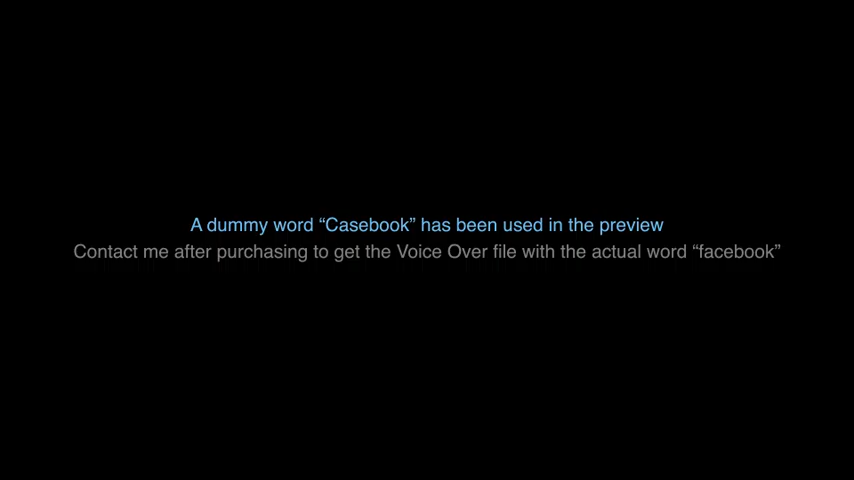 A dummy word “Casebook” has been used in the preview
Contact me after purchasing to get the Voice Over file with the actual word “facebook”